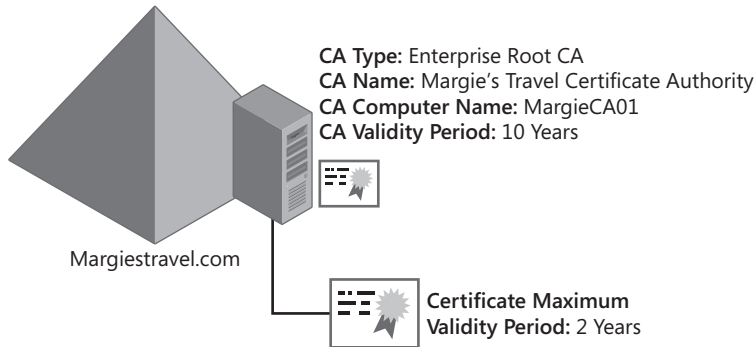 CA Type: Enterprise Root CA
CA Name: Margie's Travel Certificate Authority
CA Computer Name: MargieCA01
CA Validity Period: 10 Years
Margiestravel.com
Certificate Maximum
Validity Period: 2 Years